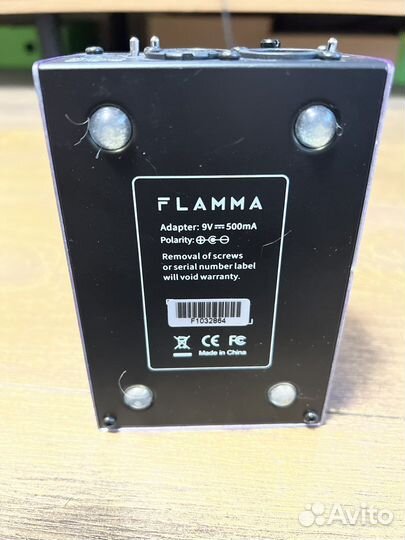 FLAMMA
Adapter: 9V 500mA
Polarity:
Removal of screws
or serial number label
will void warranty.
F1032864
CE FC
Made in China
Avito